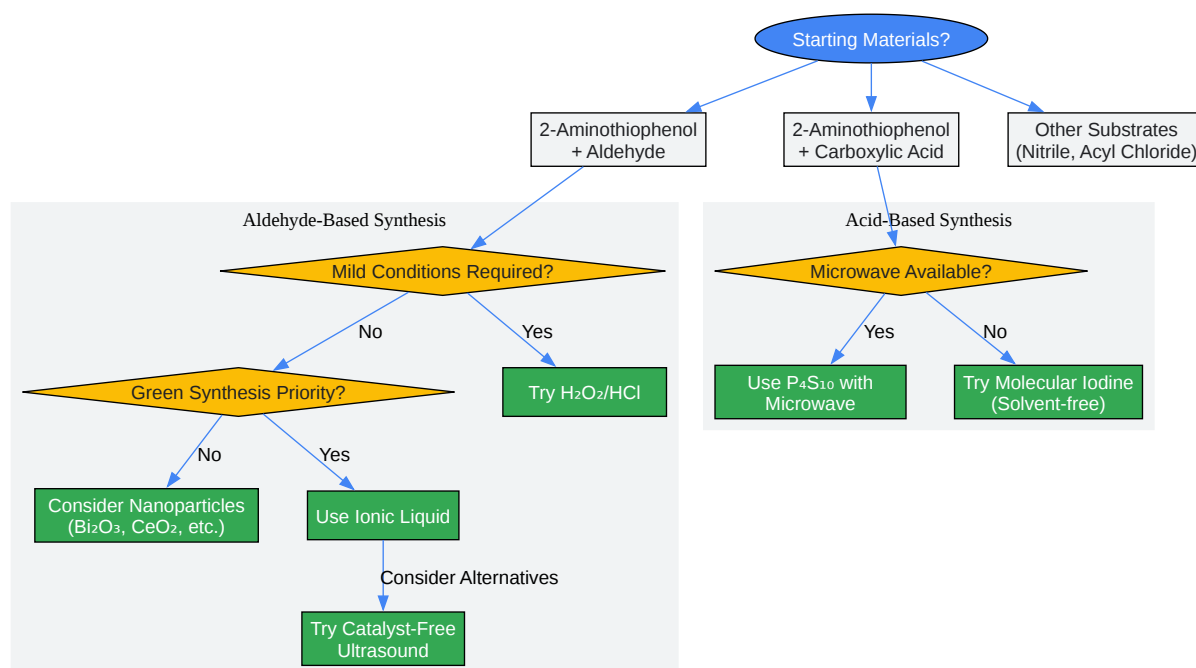 Starting Materials?
2-Aminothiophenol
+ Aldehyde
2-Aminothiophenol
+ Carboxylic Acid
Other Substrates
(Nitrile, Acyl Chloride)
Aldehyde-Based Synthesis
Acid-Based Synthesis
Mild Conditions Required?
Microwave Available?
No
Yes
Yes
No
Green Synthesis Priority?
Try H₂O₂/HCl
Use P₄S₁₀ with
Microwave
Try Molecular Iodine
(Solvent-free)
No
Yes
Consider Nanoparticles
(Bi₂O₃, CeO₂, etc.)
Use Ionic Liquid
Consider Alternatives
Try Catalyst-Free
Ultrasound